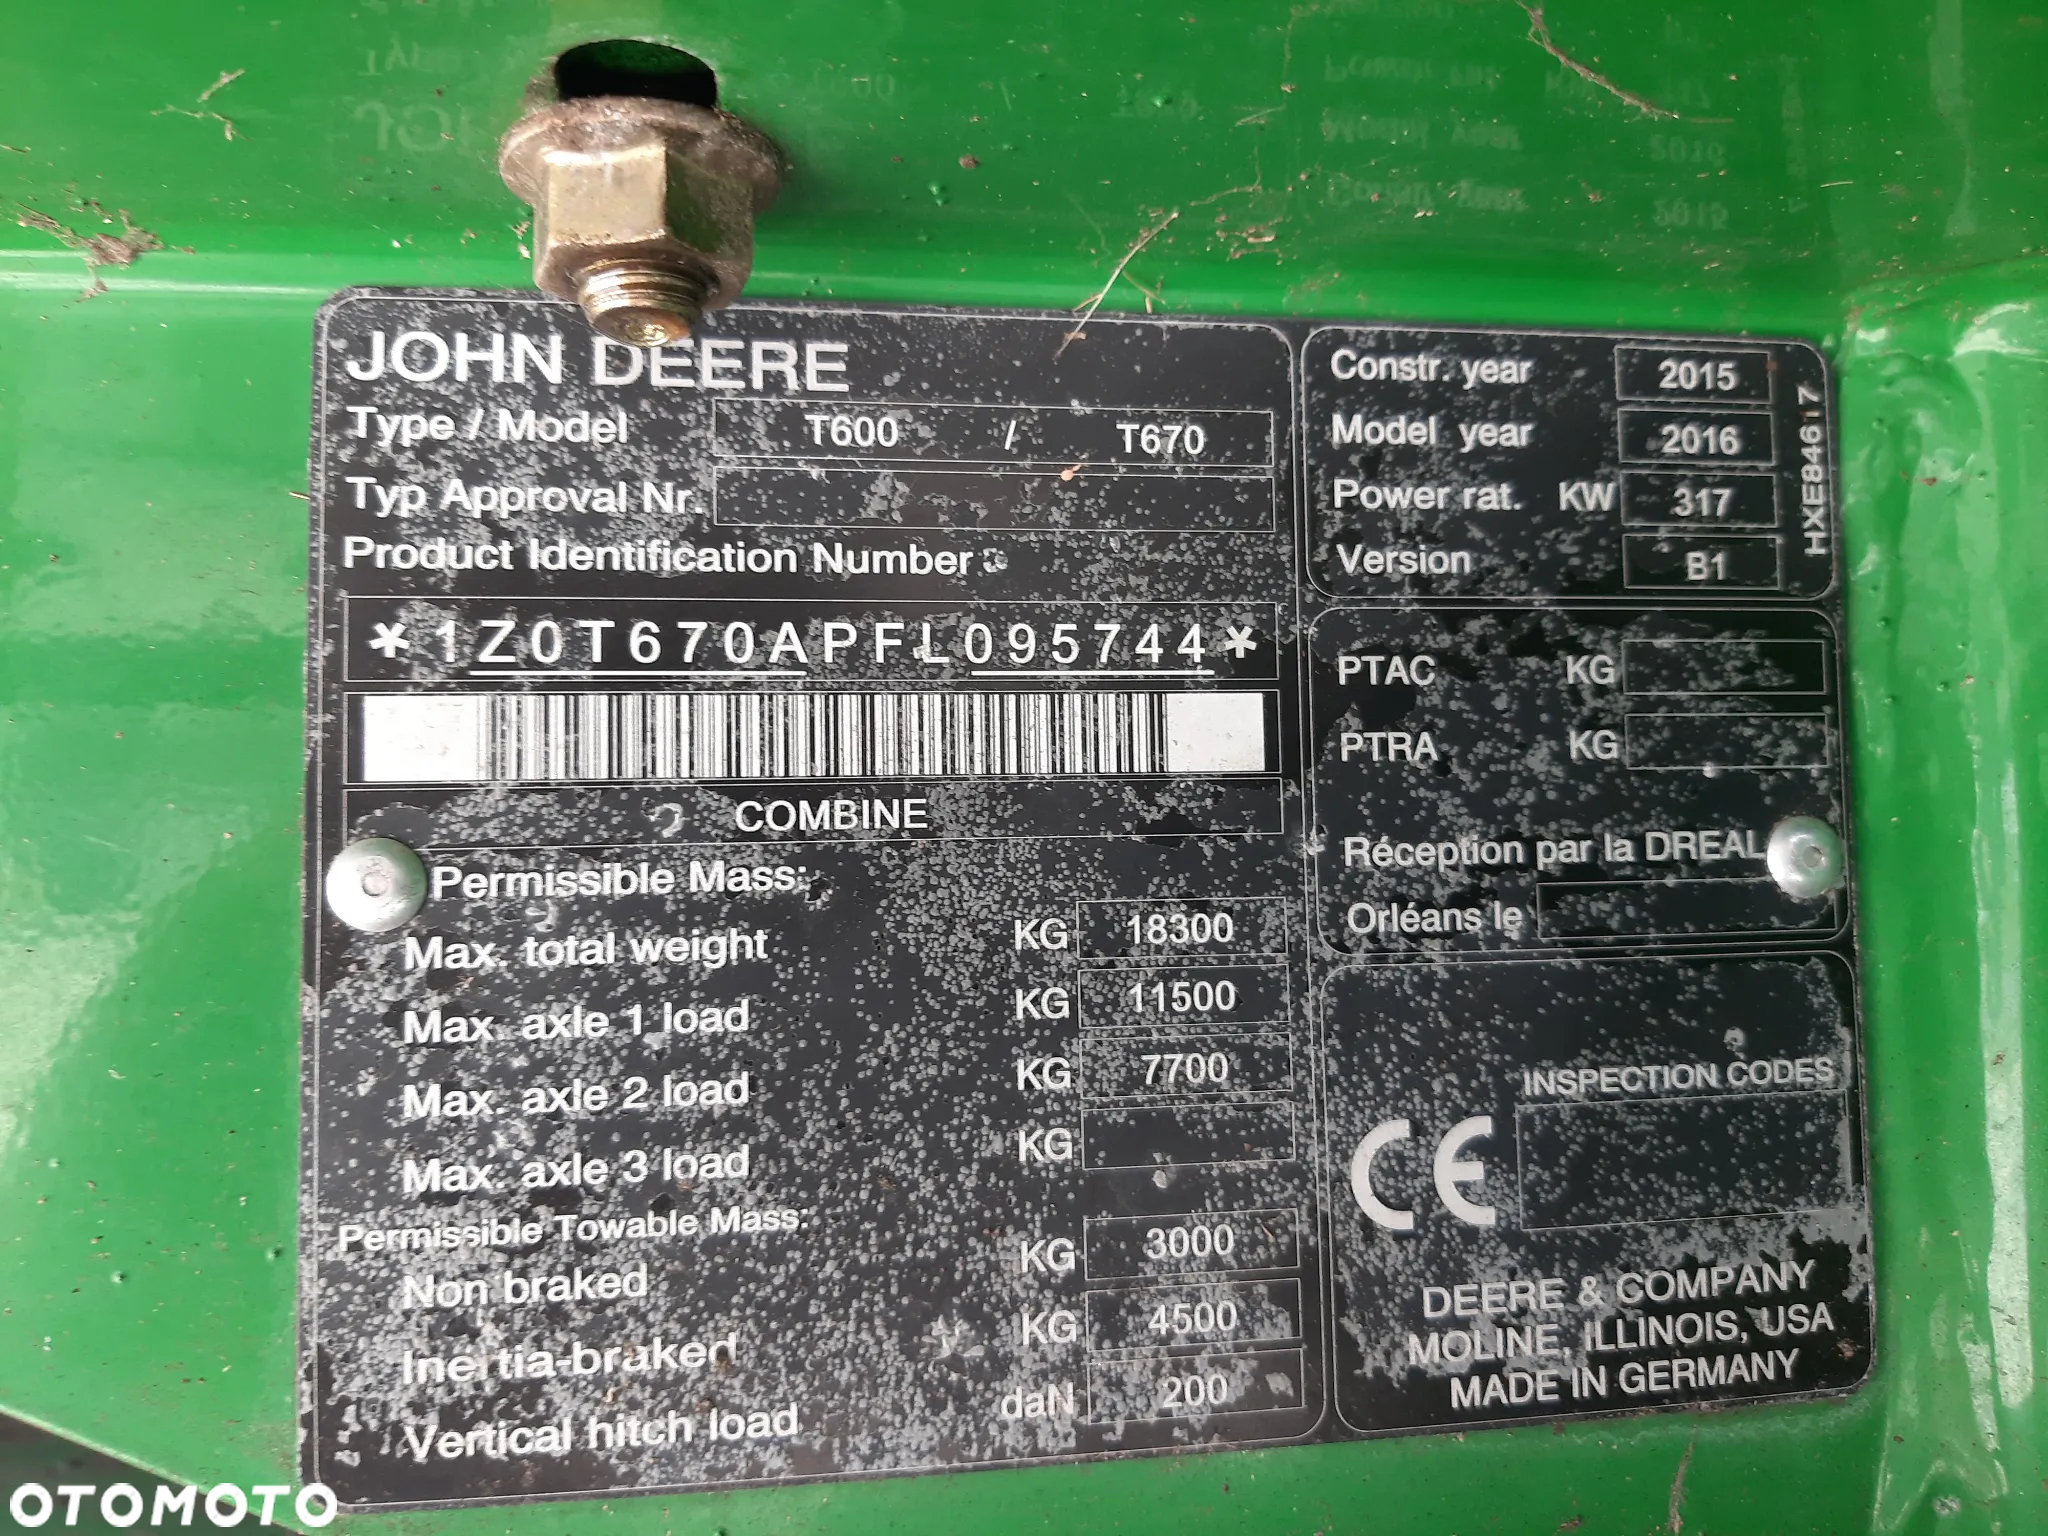 JOHN DEERE
Type / Model T600 / T670
Typ Approval Nr.
Product Identification Number
*1Z0T670APFL095744*
COMBINE
Permissible Mass:
Max. total weight KG 18300
Max. axle 1 load KG 11500
Max. axle 2 load KG 7700
Max. axle 3 load KG
Permissible Towable Mass:
Non braked KG 3000
Inertia-braked KG 4500
Vertical hitch load daN 200
Constr. year 2015
Model year 2016
Power rat. KW 317
Version B1
HXE84617
PTAC KG
PTRA KG
Réception par la DREAL
Orléans le
INSPECTION CODES
CE
DEERE & COMPANY
MOLINE, ILLINOIS, USA
MADE IN GERMANY
OTOMOTO